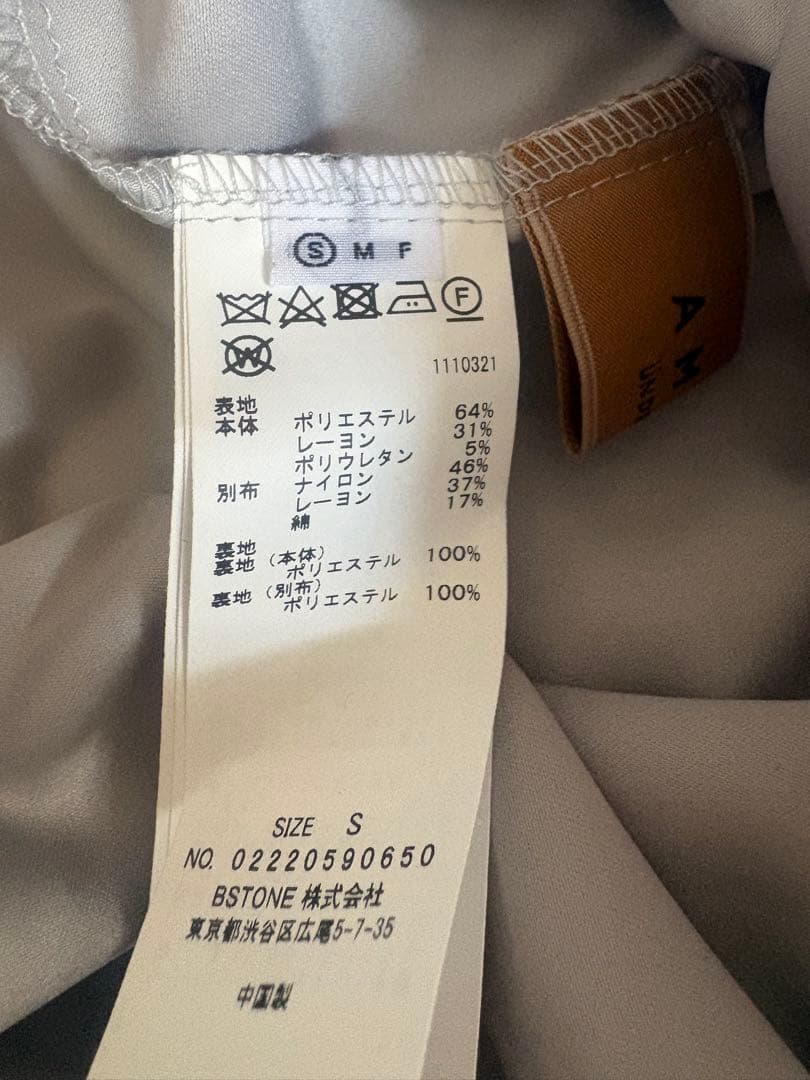 S M F
F
W
1110321
表地
本体 ポリエステル 64%
レーヨン 31%
ポリウレタン 5%
別布 ナイロン 46%
レーヨン 37%
綿 17%
裏地
裏地(本体)
ポリエステル 100%
裏地(別布)
ポリエステル 100%
SIZE S
NO. 02220590650
BSTONE 株式会社
東京都渋谷区広尾5-7-35
中国製